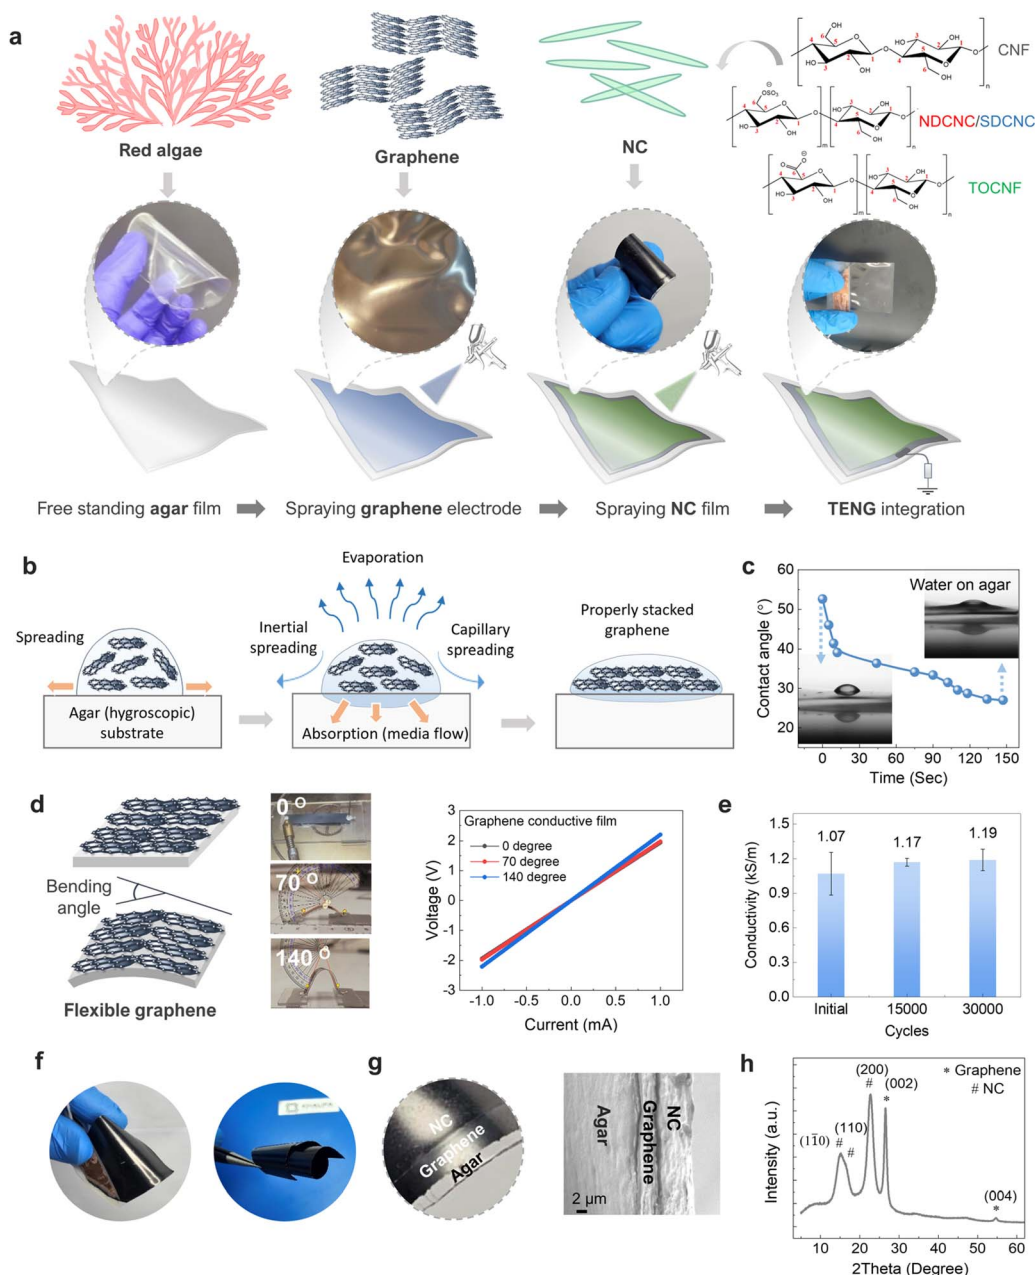 a
Red algae
Graphene
NC
CNF
NDCNC/SDCNC
TOCNF
Free standing agar film
Spraying graphene electrode
Spraying NC film
TENG integration
b
Spreading
Agar (hygroscopic)
substrate
Evaporation
Inertial
spreading
Capillary
spreading
Absorption (media flow)
Properly stacked
graphene
c
Water on agar
Contact angle (°)
60
50
40
30
20
0
30
60
90
120
150
Time (Sec)
d
Bending
angle
Flexible graphene
0 °
70 °
140 °
Graphene conductive film
0 degree
70 degree
140 degree
Voltage (V)
3
2
1
0
-1
-2
-3
-1.0
-0.5
0.0
0.5
1.0
Current (mA)
e
Conductivity (kS/m)
1.5
1.2
0.9
0.6
0.3
0.0
1.07
1.17
1.19
Initial
15000
30000
Cycles
f
g
NC
Graphene
Agar
Agar
Graphene
NC
2 µm
h
Intensity (a.u.)
(11̅0)
(110)
(200)
(002)
(004)
* Graphene
# NC
10
20
30
40
50
60
2Theta (Degree)